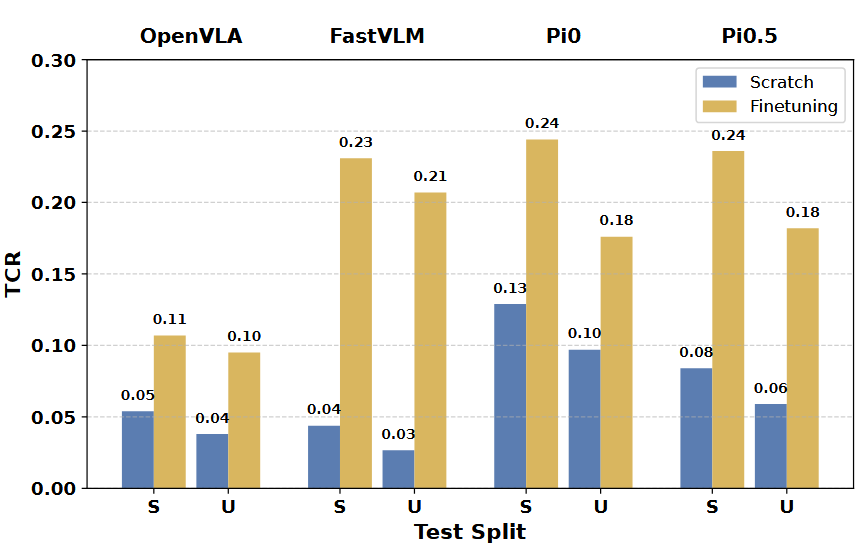 OpenVLA FastVLM Pi0 Pi0.5
Scratch
Finetuning
TCR
0.30
0.25
0.20
0.15
0.10
0.05
0.00
0.05 0.11 0.04 0.10 0.04 0.23 0.03 0.21 0.13 0.24 0.10 0.18 0.08 0.24 0.06 0.18
S U S U S U S U
Test Split